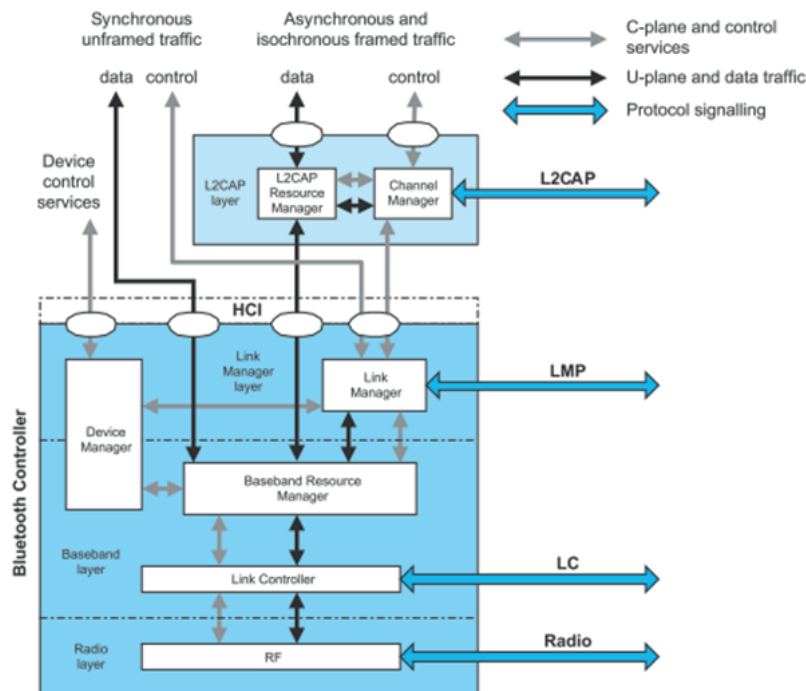 Synchronous
unframed traffic
Asynchronous and
isochronous framed traffic
C-plane and control
services
data
control
data
control
U-plane and data traffic
Protocol signalling
Device
control
services
L2CAP
layer
L2CAP
Resource
Manager
Channel
Manager
L2CAP
HCI
Link
Manager
layer
Link
Manager
LMP
Device
Manager
Baseband Resource
Manager
Bluetooth Controller
Baseband
layer
Link Controller
LC
Radio
layer
RF
Radio